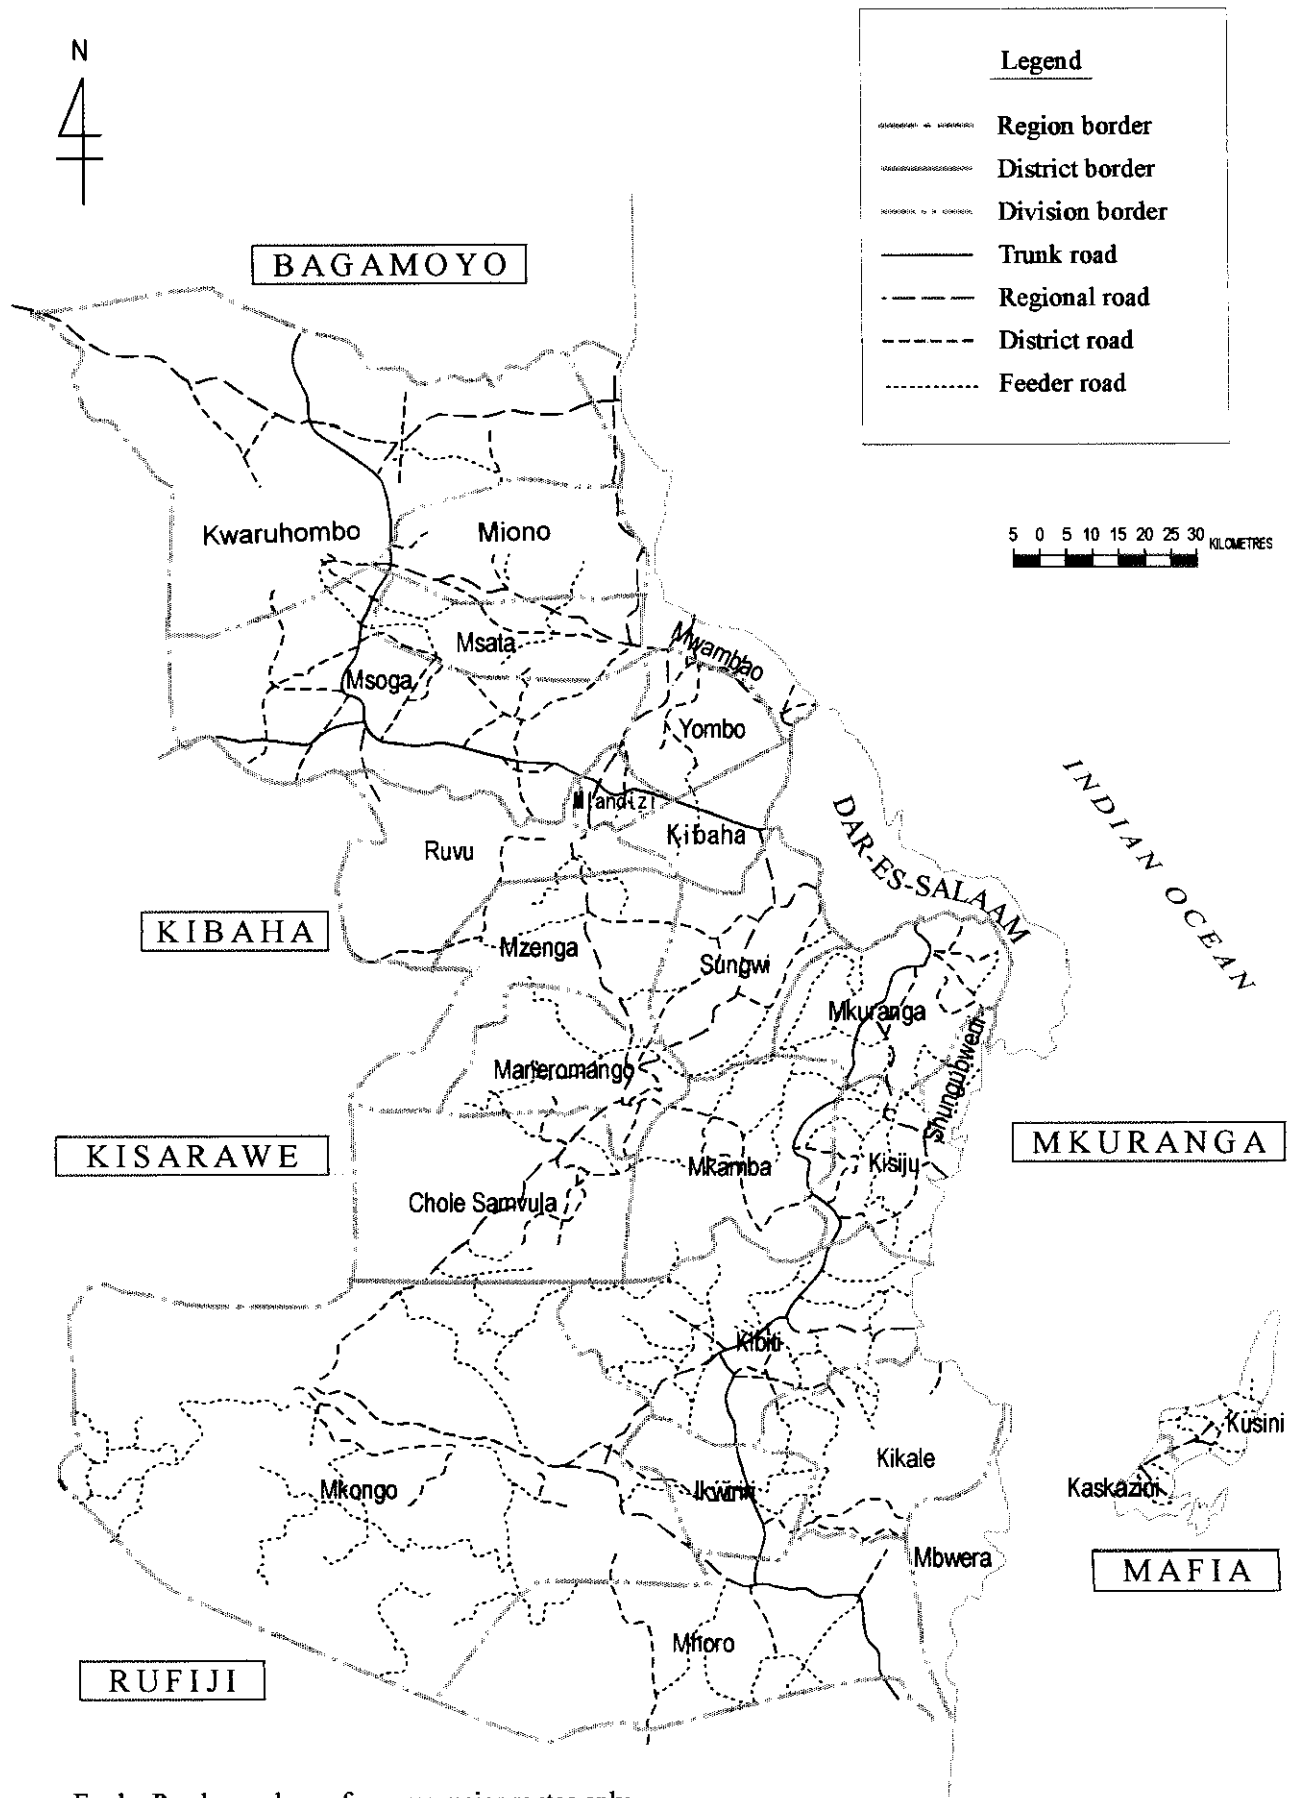 N
Legend
Region border
District border
Division border
Trunk road
Regional road
District road
Feeder road
BAGAMOYO
5 0 5 10 15 20 25 30 KILOMETRES
Kwaruhombo
Miono
Msata
Mwambao
Msoga
Yombo
INDIAN OCEAN
Mlandizi
DAR-ES-SALAAM
Kibaha
Ruvu
KIBAHA
Mzenga
Sungwi
Mkuranga
Shungubweni
Maneromango
KISARAWE
MKURANGA
Mkamba
Kisiju
Chole Samvula
Kibiti
Kusini
Kikale
Mkongo
Ikwiriri
Kaskazini
Mbwera
MAFIA
Mhoro
RUFIJI